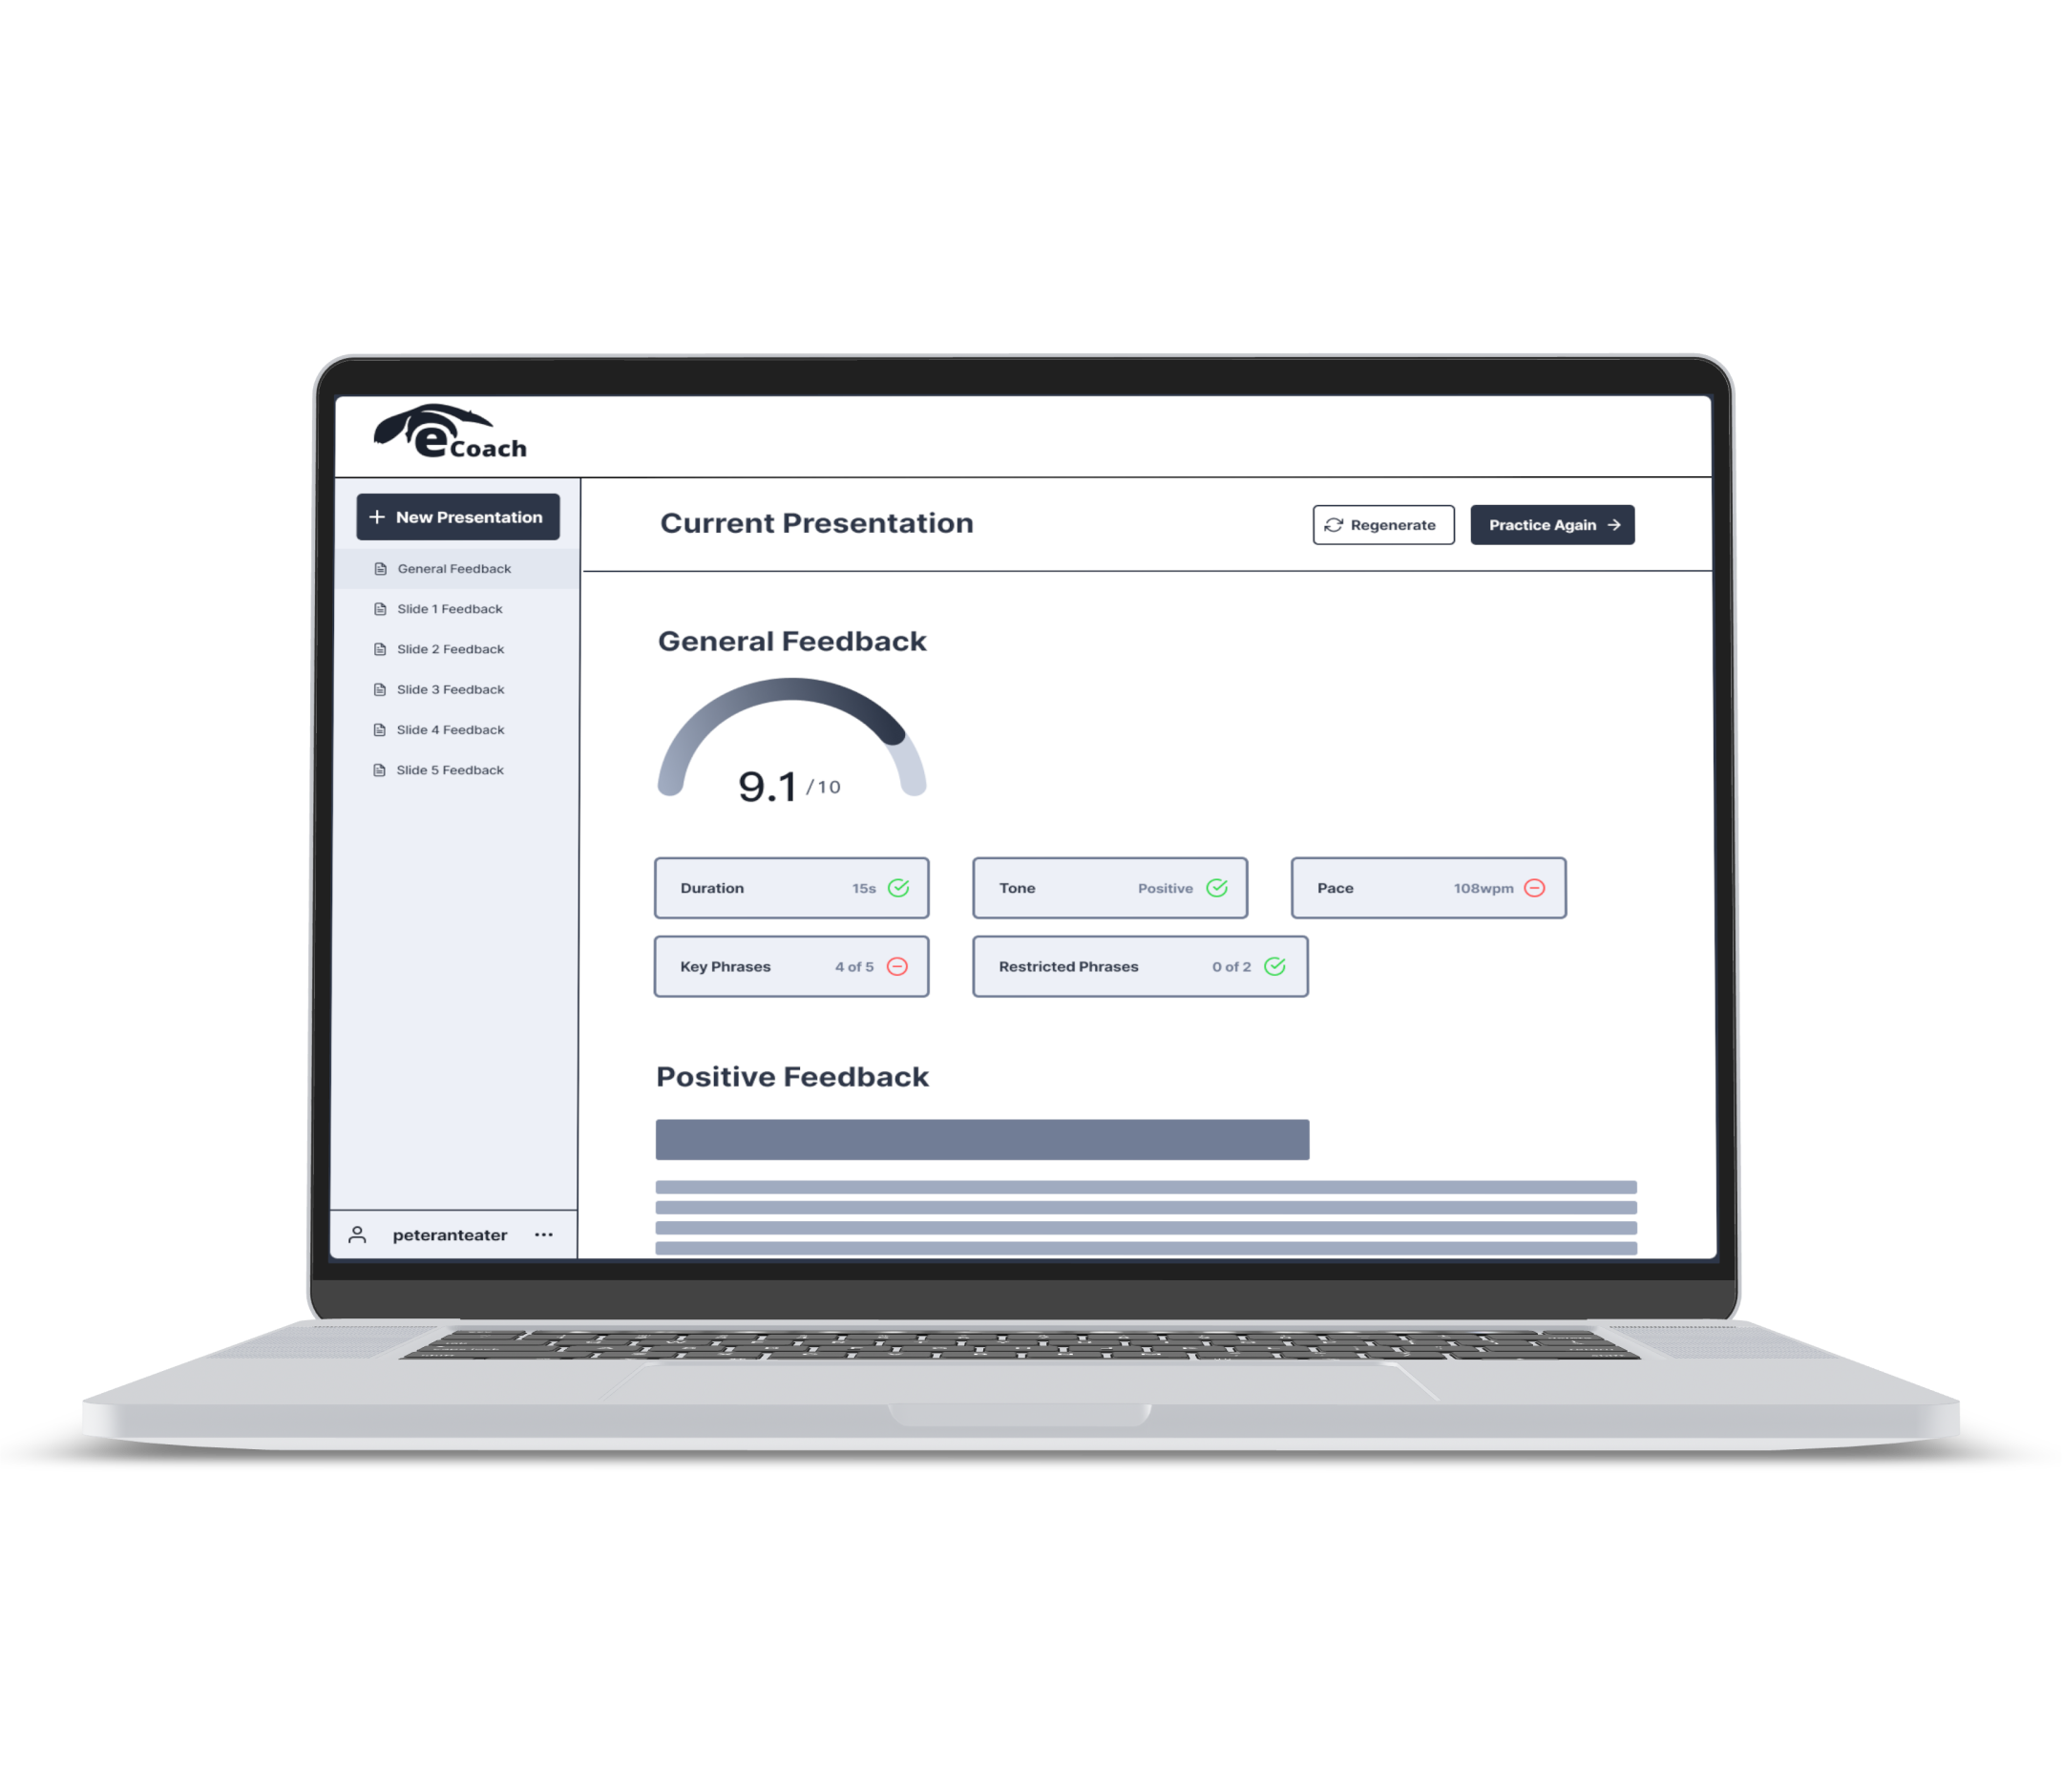 eCoach
New Presentation
Current Presentation
Regenerate
Practice Again
General Feedback
Slide 1 Feedback
Slide 2 Feedback
Slide 3 Feedback
Slide 4 Feedback
Slide 5 Feedback
General Feedback
9.1 /10
Duration 15s
Tone Positive
Pace 108wpm
Key Phrases 4 of 5
Restricted Phrases 0 of 2
Positive Feedback
peteranteater